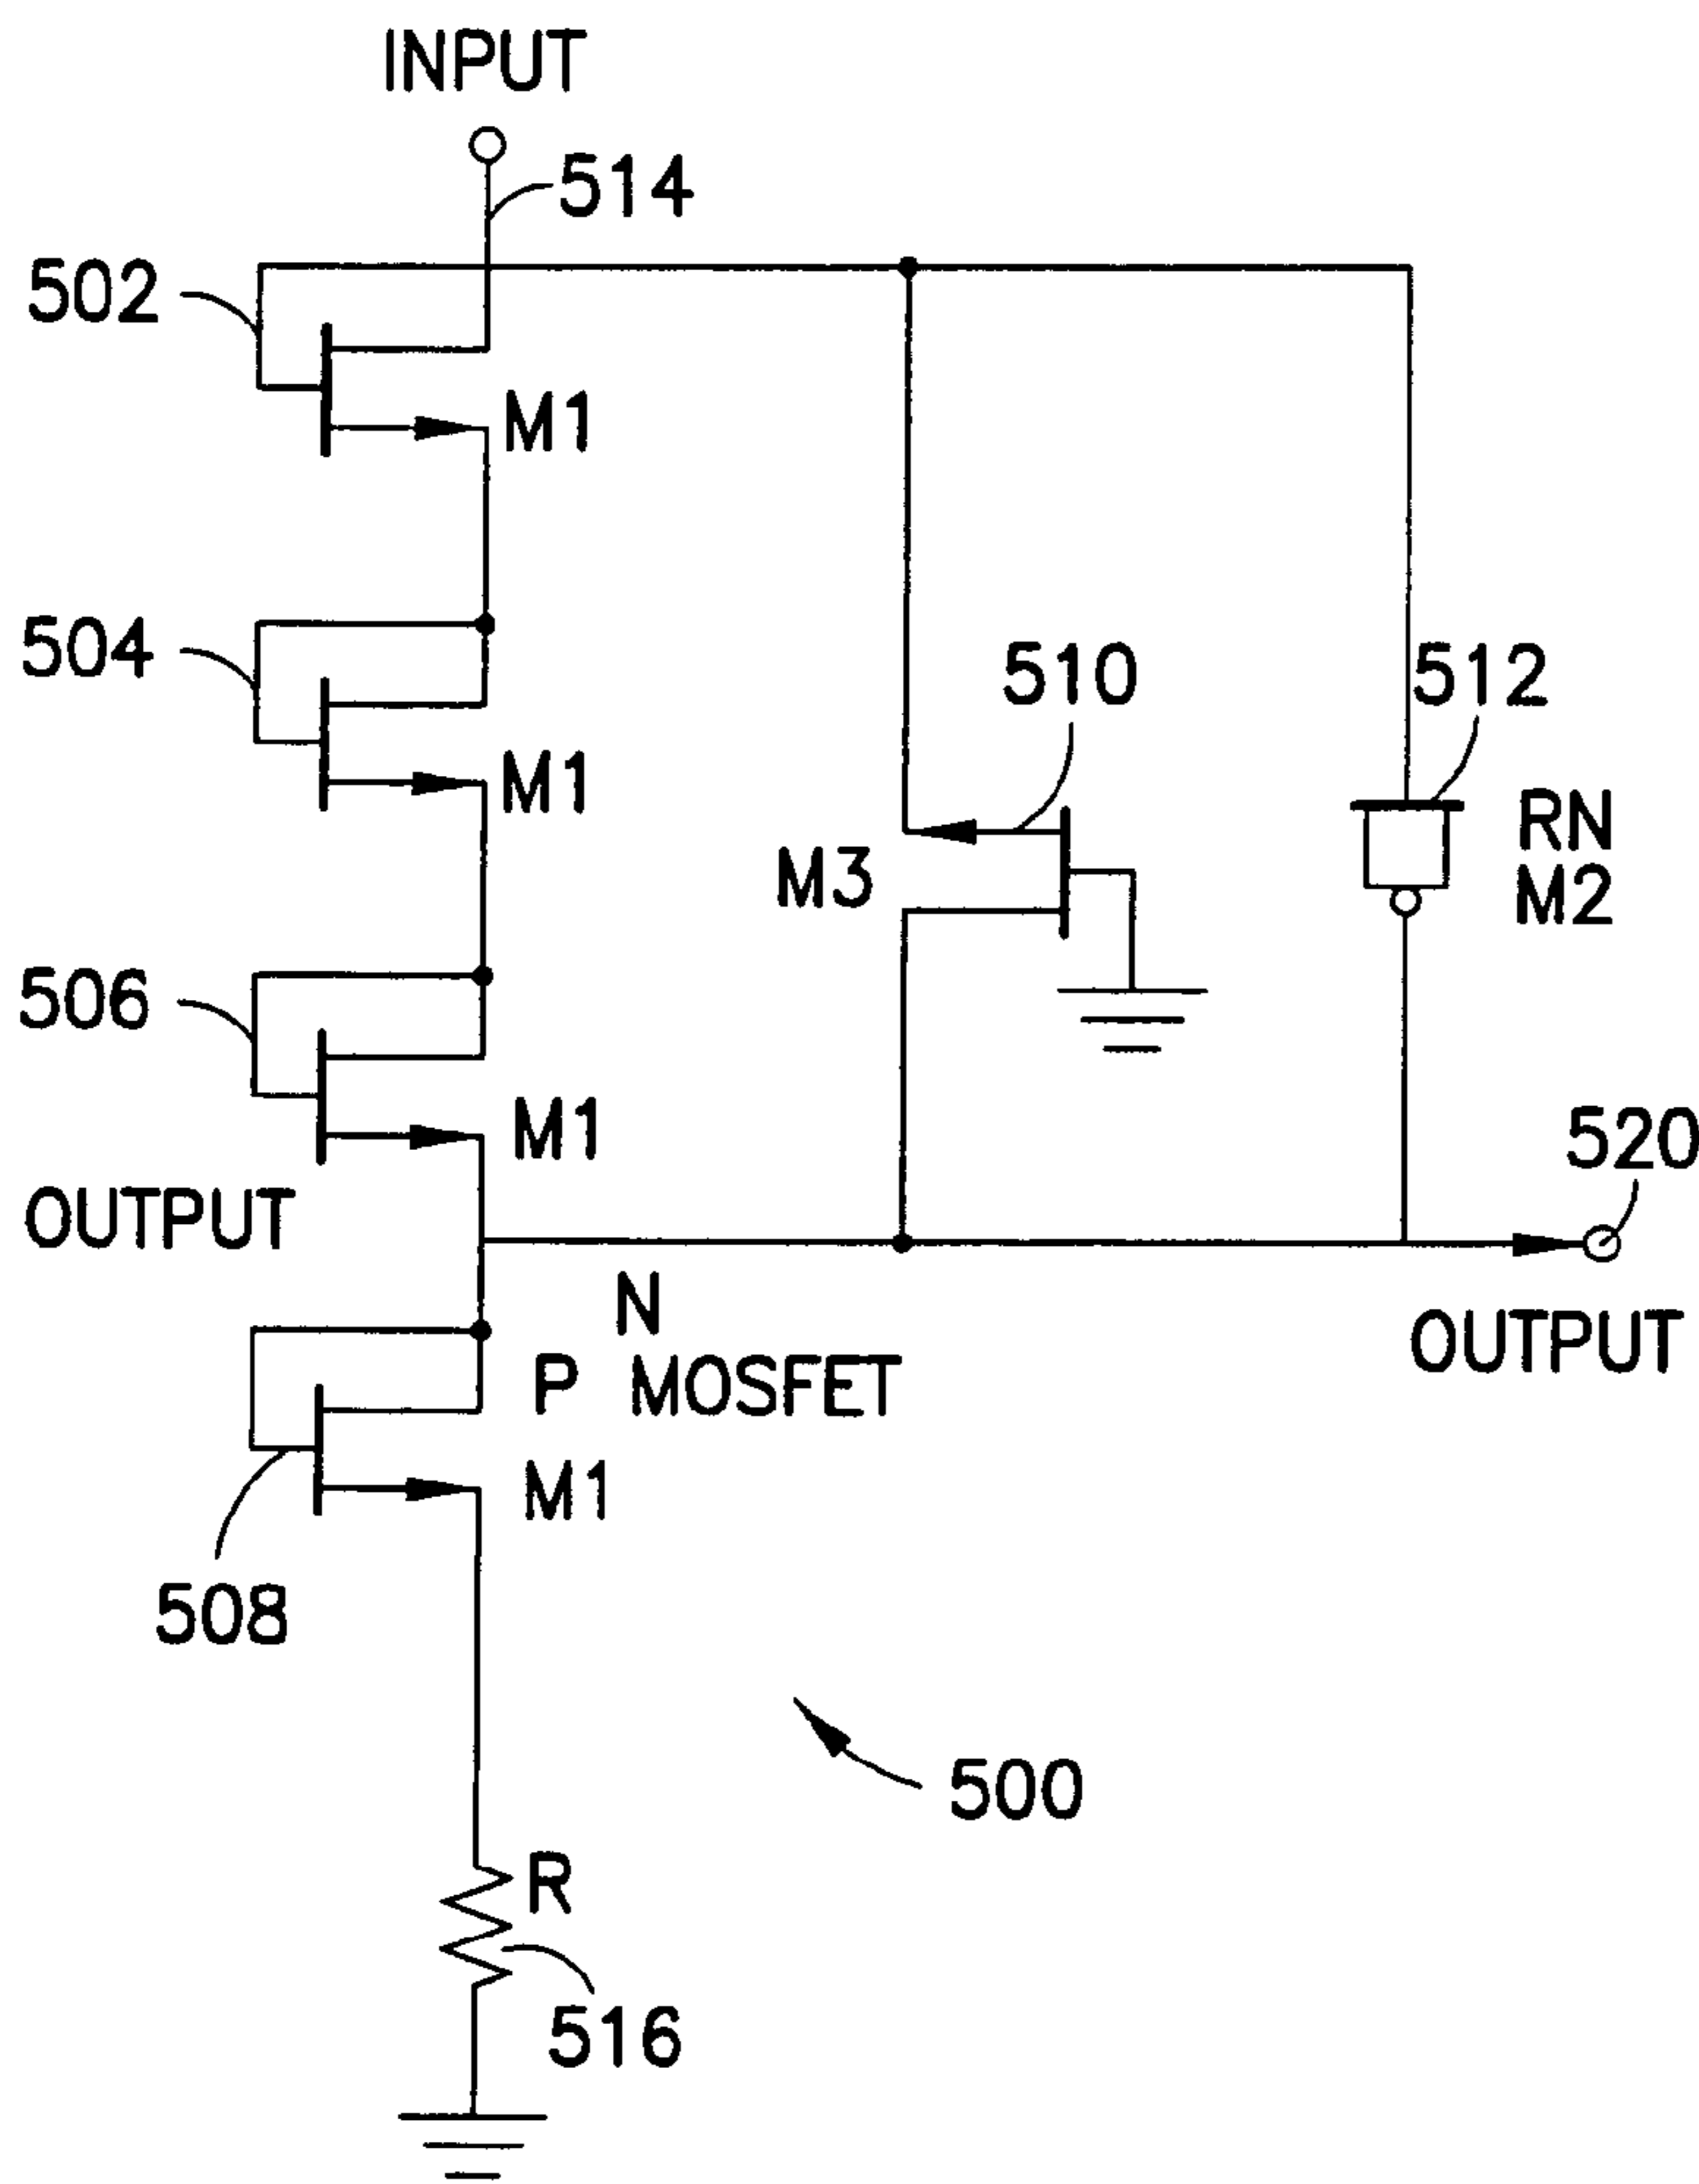 INPUT
514
502
M1
504
M1
510
512
M3
RN
M2
506
M1
520
OUTPUT
N
P MOSFET
OUTPUT
M1
508
500
R
516